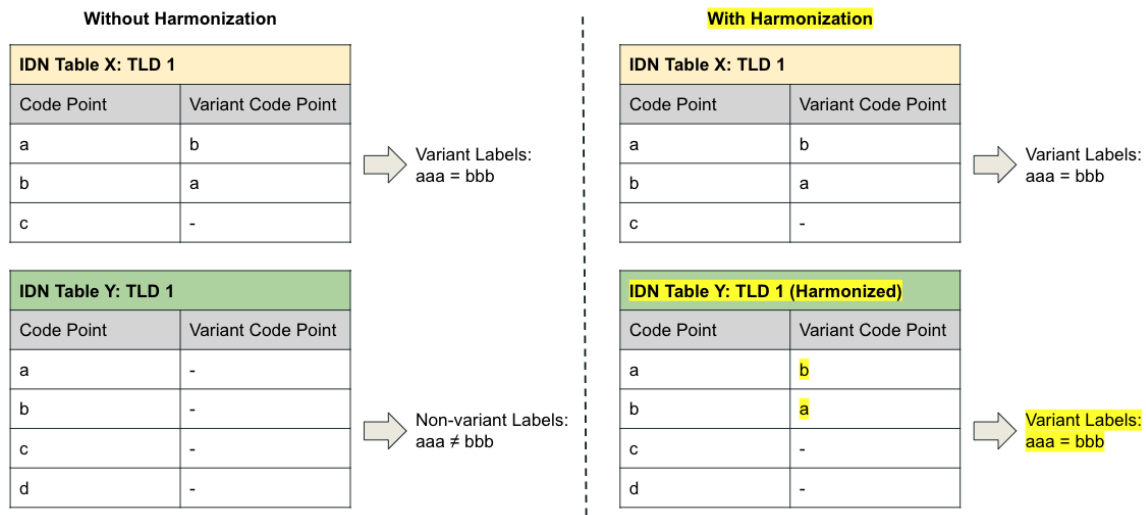 Without Harmonization
IDN Table X: TLD 1
Code Point Variant Code Point
a b
b a
c -
Variant Labels:
aaa = bbb
IDN Table Y: TLD 1
Code Point Variant Code Point
a -
b -
c -
d -
Non-variant Labels:
aaa ≠ bbb
With Harmonization
IDN Table X: TLD 1
Code Point Variant Code Point
a b
b a
c -
Variant Labels:
aaa = bbb
IDN Table Y: TLD 1 (Harmonized)
Code Point Variant Code Point
a b
b a
c -
d -
Variant Labels:
aaa = bbb